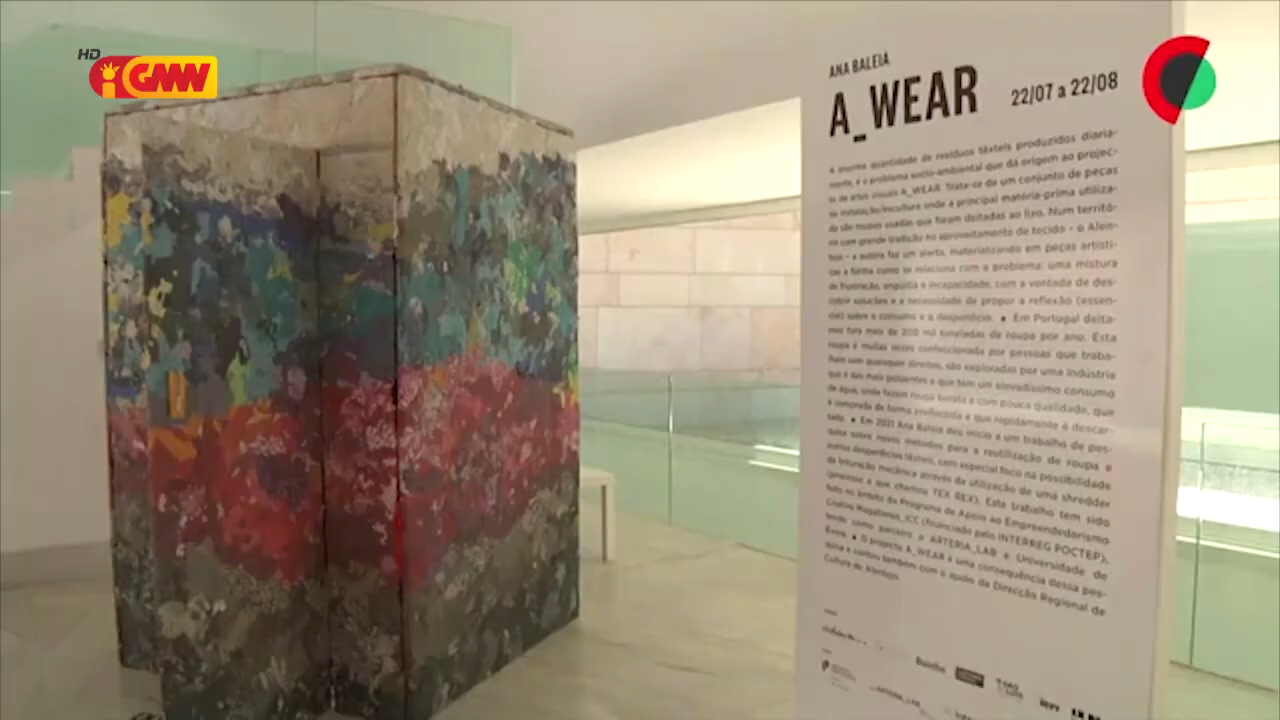 HD
iGMW
ANA BALEIA
A_WEAR
22/07 a 22/08
A enorme quantidade de resíduos têxteis produzidos diaria-
mente, é o problema socio-ambiental que dá origem ao projec-
to de artes visuais A_WEAR. Trata-se de um conjunto de peças
de instalação/escultura onde a principal matéria-prima utiliza-
da são roupas usadas que foram deitadas ao lixo. Num territó-
rio com grande tradição no aproveitamento de tecido - o Alen-
tejo - a autora faz um alerta, materializando em peças artísti-
cas a forma como se relaciona com o problema: uma mistura
de frustração, angústia e incapacidade, com a vontade de des-
cobrir soluções e a necessidade de propor a reflexão (essen-
cial) sobre o consumo e o desperdício. • Em Portugal deita-
mos fora mais de 200 mil toneladas de roupa por ano. Esta
roupa é muitas vezes confeccionada por pessoas que traba-
lham sem quaisquer direitos, são exploradas por uma indústria
que é das mais poluentes e que tem um elevadíssimo consumo
de água, onde fazem roupa barata e com pouca qualidade, que
é comprada de forma irreflectida e que rapidamente é descar-
tada. • Em 2021 Ana Baleia deu início a um trabalho de pes-
quisa sobre novos métodos para a reutilização de roupa e
outros desperdícios têxteis, com especial foco na possibilidade
da trituração mecânica através da utilização de uma shredder
(processo a que chamou TEX REX). Este trabalho tem sido
feito no âmbito do Programa de Apoio ao Empreendedorismo
Criativo Magalhães_ICC (financiado pelo INTERREG POCTEP),
tendo como parceiro o ARTERIA_LAB e Universidade de
Évora. • O projecto A_WEAR é uma consequência dessa pes-
quisa e contou também com o apoio da Direcção Regional de
Cultura do Alentejo.
ARTERIA_LAB